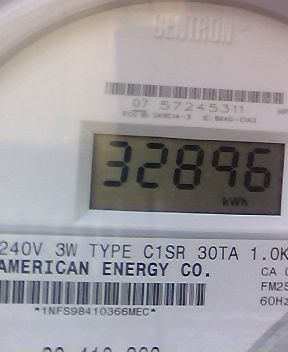 CENTRON
07 57245311
32896
kWh
240V 3W TYPE C1SR 30TA 1.0K
AMERICAN ENERGY CO.
CA
FM2S
60Hz
*1NFS98410366MEC*